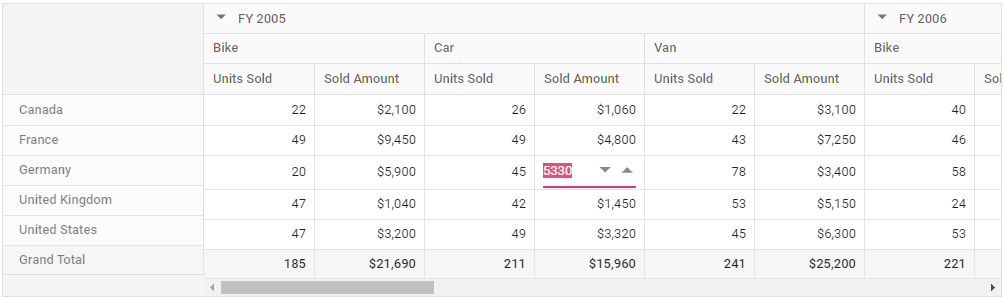 FY 2005 FY 2006
Bike Car Van Bike
Units Sold Sold Amount Units Sold Sold Amount Units Sold Sold Amount Units Sold Sol
Canada 22 $2,100 26 $1,060 22 $3,100 40
France 49 $9,450 49 $4,800 43 $7,250 46
Germany 20 $5,900 45 5330 78 $3,400 58
United Kingdom 47 $1,040 42 $1,450 53 $5,150 24
United States 47 $3,200 49 $3,320 45 $6,300 53
Grand Total 185 $21,690 211 $15,960 241 $25,200 221